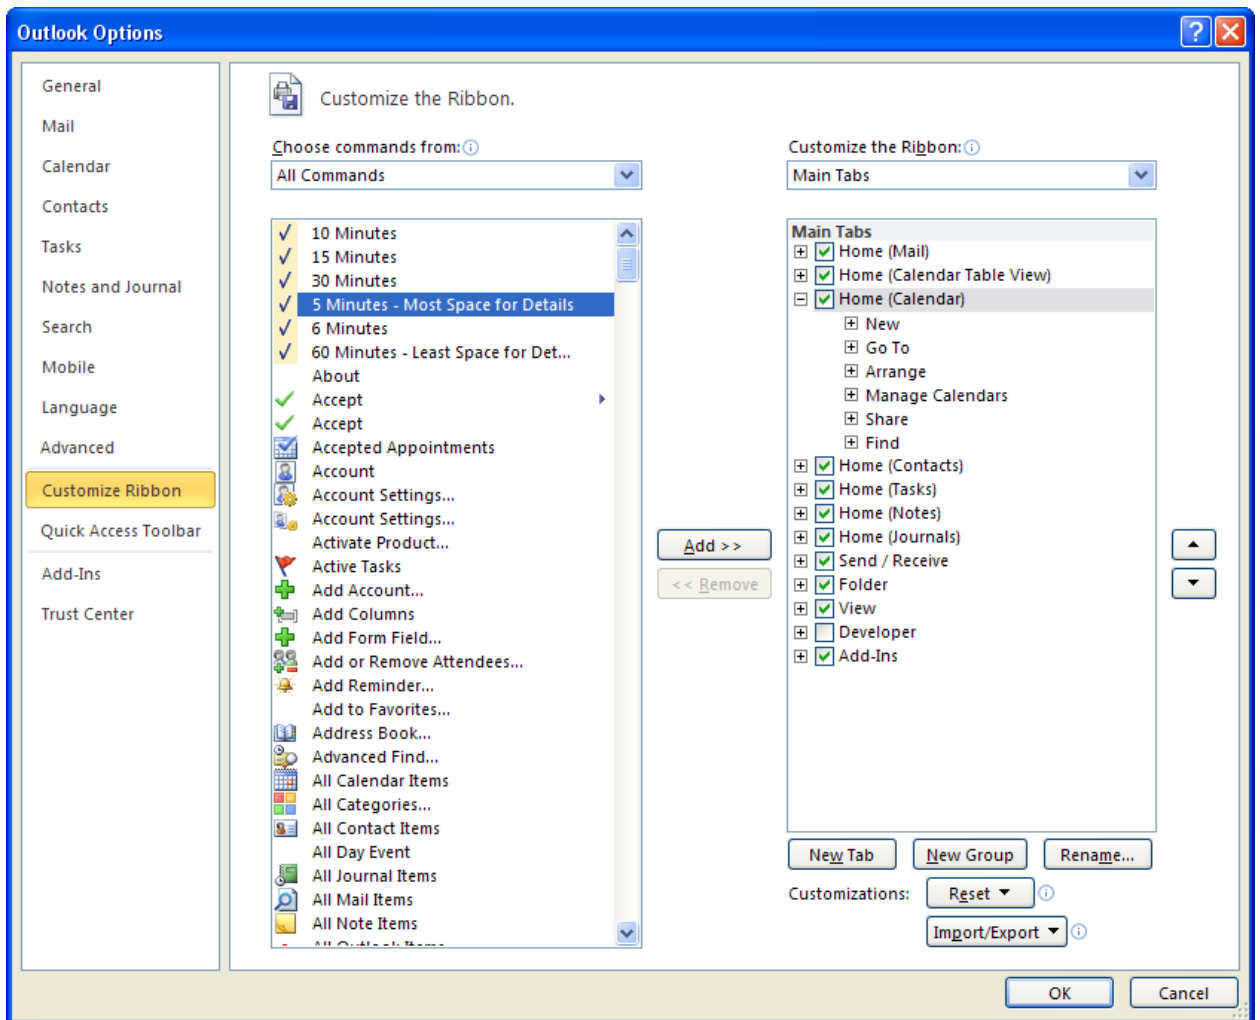 Outlook Options
General
Mail
Calendar
Contacts
Tasks
Notes and Journal
Search
Mobile
Language
Advanced
Customize Ribbon
Quick Access Toolbar
Add-Ins
Trust Center
Customize the Ribbon.
Choose commands from:
All Commands
10 Minutes
15 Minutes
30 Minutes
5 Minutes - Most Space for Details
6 Minutes
60 Minutes - Least Space for Det...
About
Accept
Accept
Accepted Appointments
Account
Account Settings...
Account Settings...
Activate Product...
Active Tasks
Add Account...
Add Columns
Add Form Field...
Add or Remove Attendees...
Add Reminder...
Add to Favorites...
Address Book...
Advanced Find...
All Calendar Items
All Categories...
All Contact Items
All Day Event
All Journal Items
All Mail Items
All Note Items
All Outlook Items
Add >>
<< Remove
Customize the Ribbon:
Main Tabs
Main Tabs
Home (Mail)
Home (Calendar Table View)
Home (Calendar)
New
Go To
Arrange
Manage Calendars
Share
Find
Home (Contacts)
Home (Tasks)
Home (Notes)
Home (Journals)
Send / Receive
Folder
View
Developer
Add-Ins
New Tab
New Group
Rename...
Customizations:
Reset
Import/Export
OK
Cancel